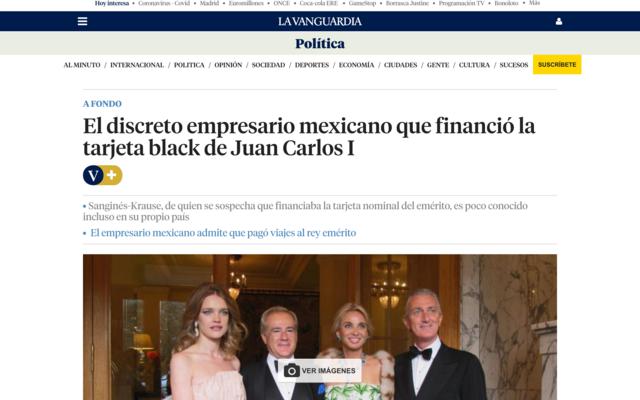 Hoy interesa • Coronavirus - Covid • Madrid • Euromillones • ONCE • Coca-cola ERE • GameStop • Borrasca Justine • Programación TV • Bonoloto • Más
LA VANGUARDIA
Política
AL MINUTO / INTERNACIONAL / POLITICA / OPINIÓN / SOCIEDAD / DEPORTES / ECONOMÍA / CIUDADES / GENTE / CULTURA / SUCESOS SUSCRÍBETE
A FONDO
El discreto empresario mexicano que financió la
tarjeta black de Juan Carlos I
V +
• Sanginés-Krause, de quien se sospecha que financiaba la tarjeta nominal del emérito, es poco conocido
incluso en su propio país
• El empresario mexicano admite que pagó viajes al rey emérito
VER IMÁGENES